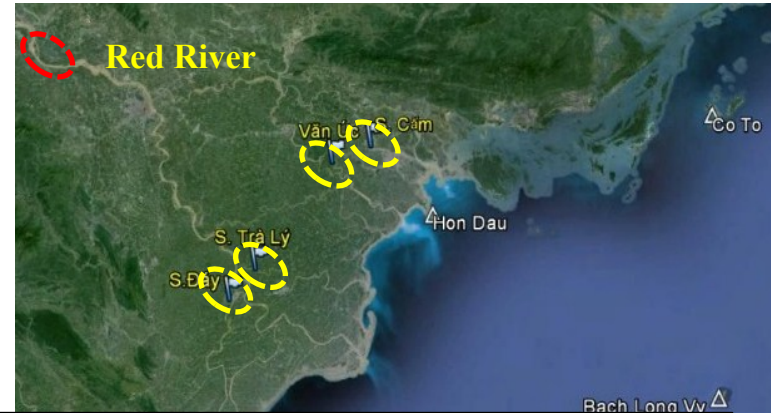 Red River
Văn Úc
S. Cấm
Co To
Hon Dau
S. Trà Lý
S.Đáy
Bach Long Vy